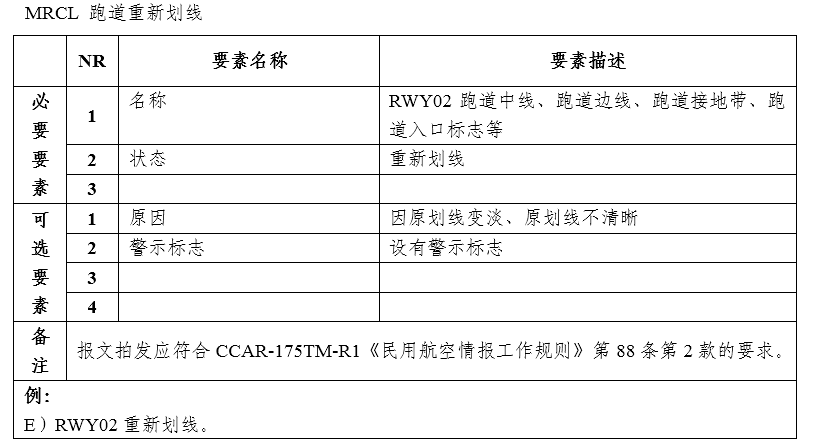 MRCL 跑道重新划线
NR 要素名称 要素描述
必要要素
1 名称 RWY02 跑道中线、跑道边线、跑道接地带、跑
道入口标志等
2 状态 重新划线
3
可选要素
1 原因 因原划线变淡、原划线不清晰
2 警示标志 设有警示标志
3
4
备注 报文拍发应符合 CCAR-175TM-R1《民用航空情报工作规则》第 88 条第 2 款的要求。
例：
E）RWY02 重新划线。